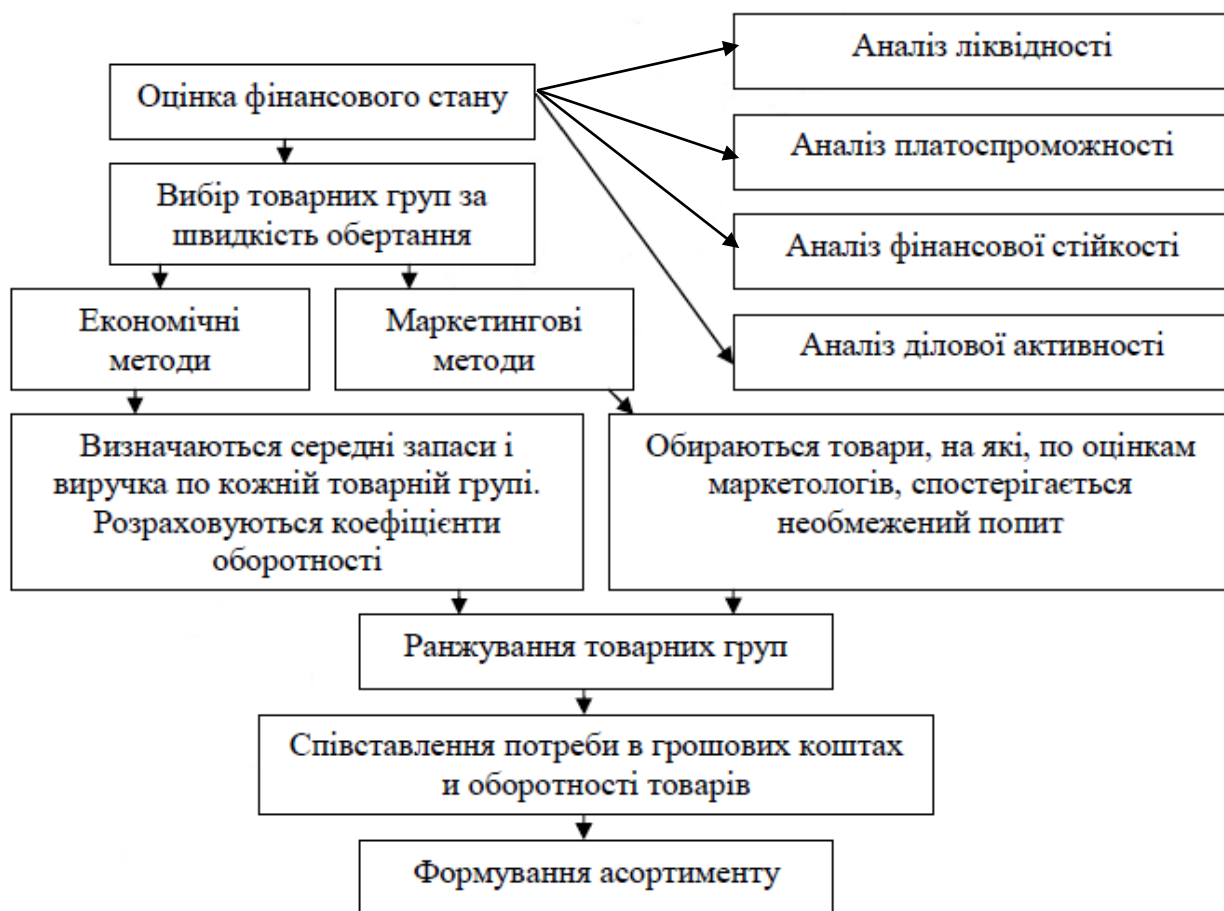 Оцінка фінансового стану
Аналіз ліквідності
Аналіз платоспроможності
Аналіз фінансової стійкості
Аналіз ділової активності
Вибір товарних груп за
швидкість обертання
Економічні
методи
Маркетингові
методи
Визначаються середні запаси і
виручка по кожній товарній групі.
Розраховуються коефіцієнти
оборотності
Обираються товари, на які, по оцінкам
маркетологів, спостерігається
необмежений попит
Ранжування товарних груп
Співставлення потреби в грошових коштах
и оборотності товарів
Формування асортименту